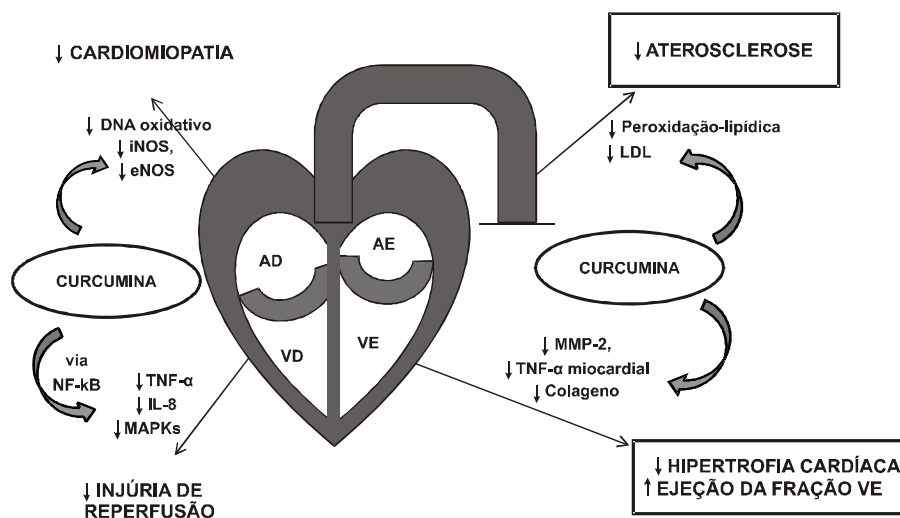 ↓ CARDIOMIOPATIA
↓ ATEROSCLEROSE
↓ DNA oxidativo
↓ iNOS,
↓ eNOS
↓ Peroxidação-lipídica
↓ LDL
CURCUMINA
AD
AE
CURCUMINA
VD
VE
via
NF-kB
↓ TNF-α
↓ IL-8
↓ MAPKs
↓ MMP-2,
↓ TNF-α miocardial
↓ Colageno
↓ INJÚRIA DE
REPERFUSÃO
↓ HIPERTROFIA CARDÍACA
↑ EJEÇÃO DA FRAÇÃO VE